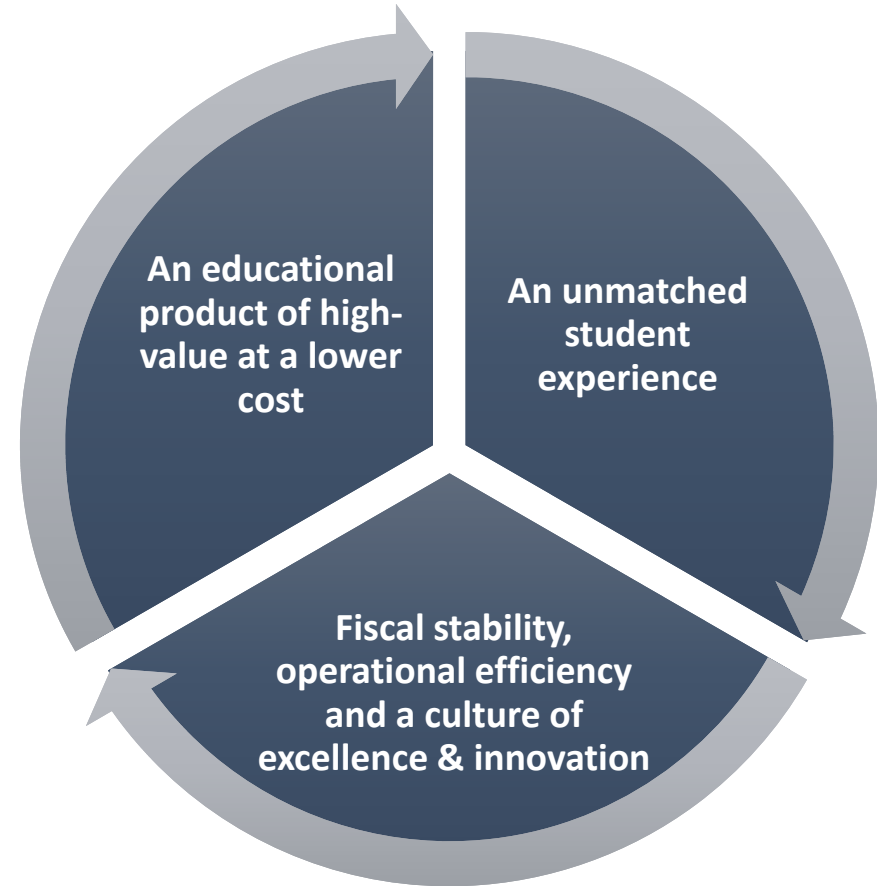 An educational
product of high-
value at a lower
cost
An unmatched
student
experience
Fiscal stability,
operational efficiency
and a culture of
excellence & innovation